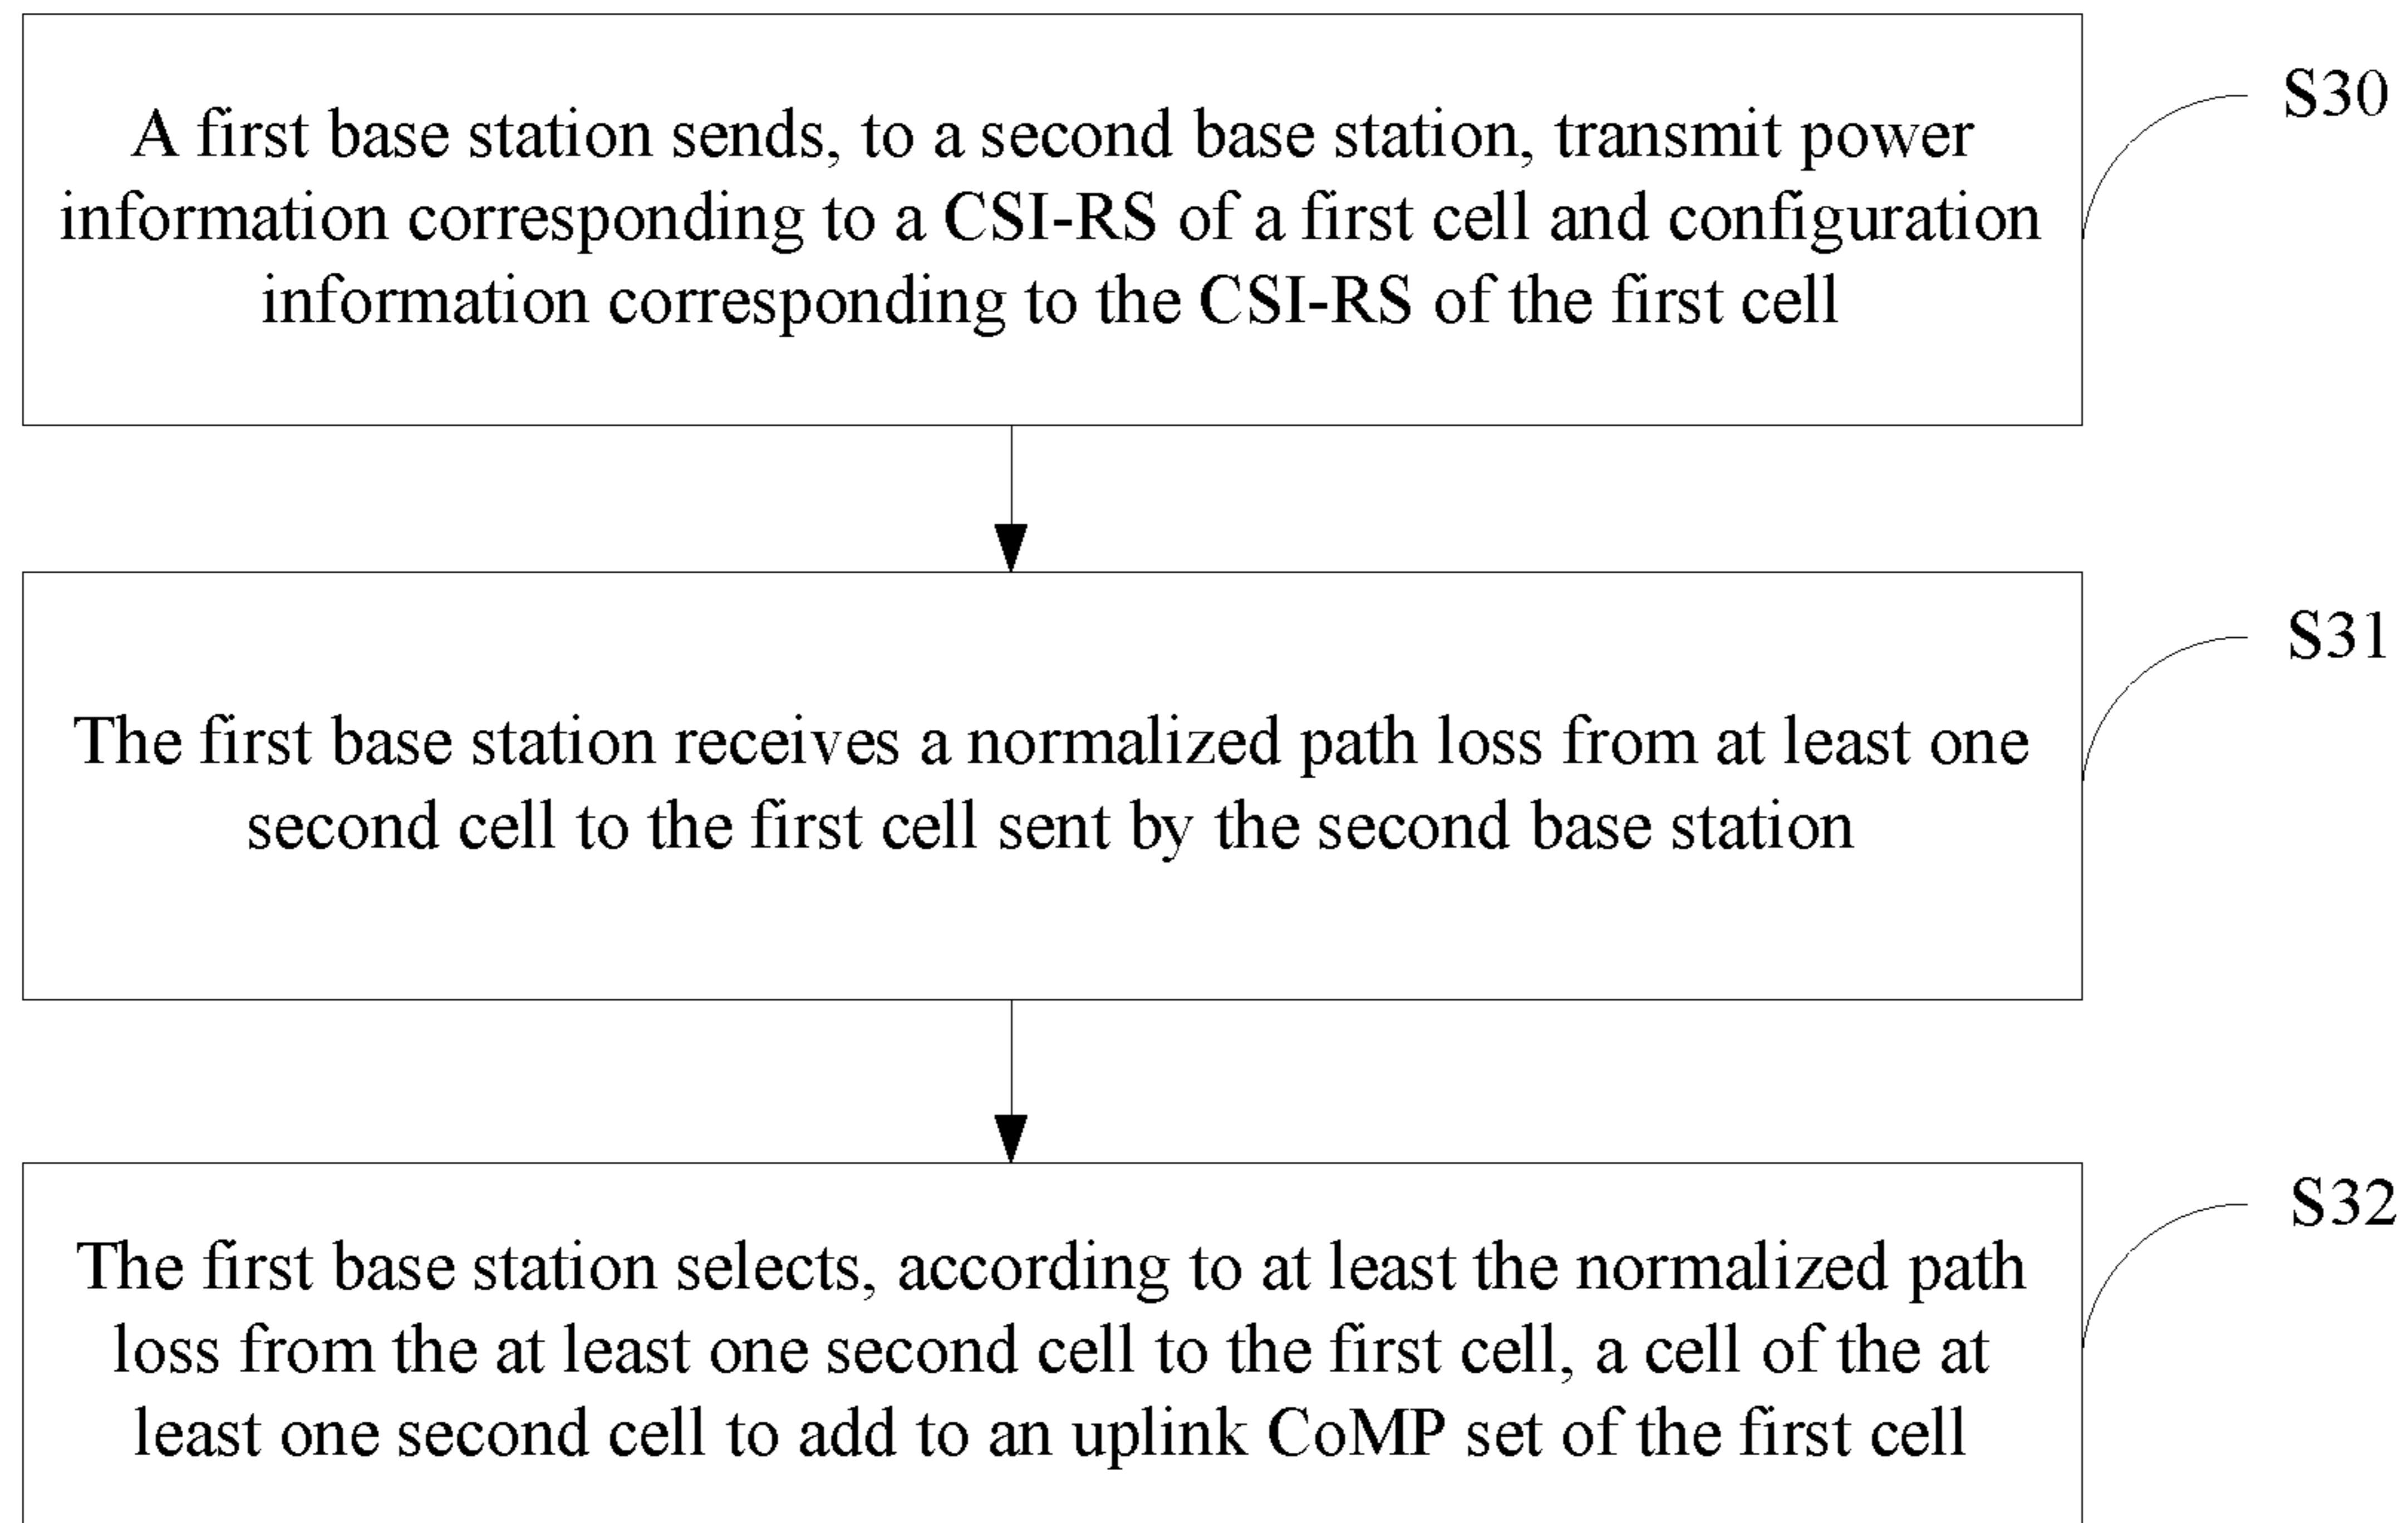 A first base station sends, to a second base station, transmit power
information corresponding to a CSI-RS of a first cell and configuration
information corresponding to the CSI-RS of the first cell
S30
The first base station receives a normalized path loss from at least one
second cell to the first cell sent by the second base station
S31
The first base station selects, according to at least the normalized path
loss from the at least one second cell to the first cell, a cell of the at
least one second cell to add to an uplink CoMP set of the first cell
S32